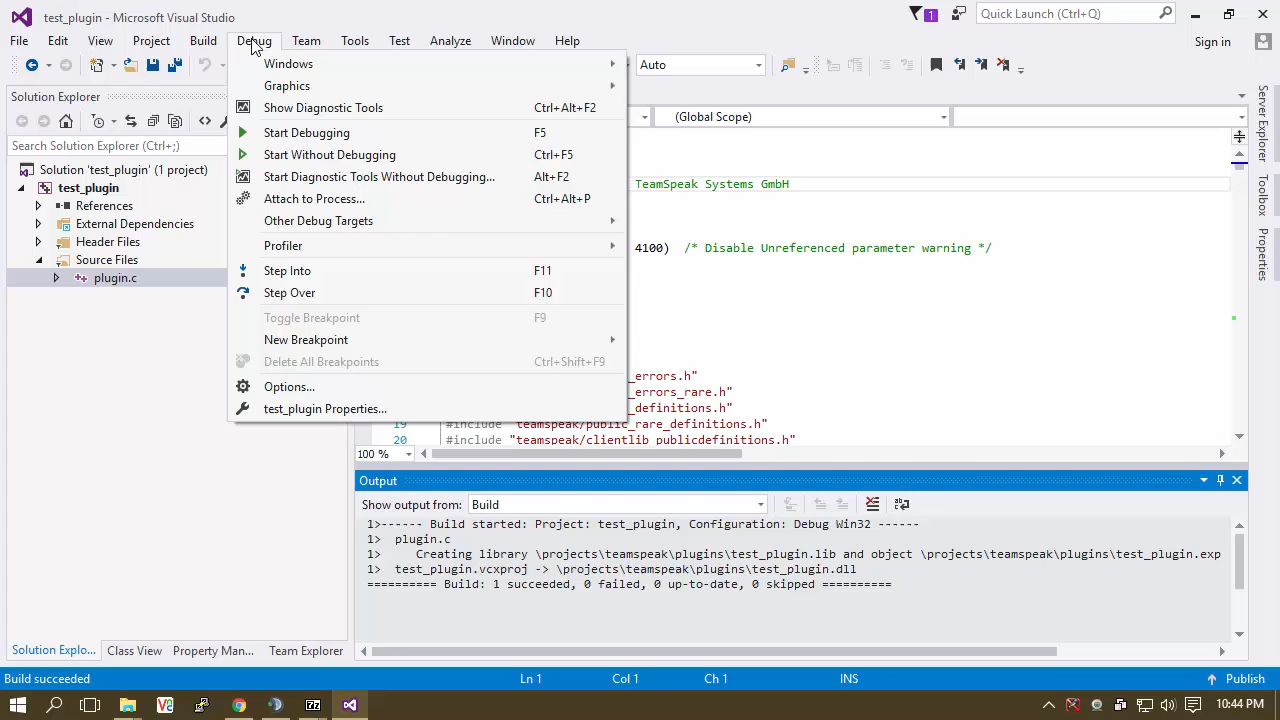 test_plugin - Microsoft Visual Studio
1
Quick Launch (Ctrl+Q)
File Edit View Project Build Debug Team Tools Test Analyze Window Help
Sign in
Auto
Solution Explorer
Search Solution Explorer (Ctrl+;)
Solution 'test_plugin' (1 project)
test_plugin
References
External Dependencies
Header Files
Source Files
plugin.c
Windows
Graphics
Show Diagnostic Tools Ctrl+Alt+F2
Start Debugging F5
Start Without Debugging Ctrl+F5
Start Diagnostic Tools Without Debugging... Alt+F2
Attach to Process... Ctrl+Alt+P
Other Debug Targets
Profiler
Step Into F11
Step Over F10
Toggle Breakpoint F9
New Breakpoint
Delete All Breakpoints Ctrl+Shift+F9
Options...
test_plugin Properties...
(Global Scope)
TeamSpeak Systems GmbH
4100) /* Disable Unreferenced parameter warning */
_errors.h"
_errors_rare.h"
_definitions.h"
19 #include "teamspeak/public_rare_definitions.h"
20 #include "teamspeak/clientlib_publicdefinitions.h"
100 %
Server Explorer
Toolbox
Properties
Output
Show output from: Build
1>------ Build started: Project: test_plugin, Configuration: Debug Win32 ------
1> plugin.c
1> Creating library \projects\teamspeak\plugins\test_plugin.lib and object \projects\teamspeak\plugins\test_plugin.exp
1> test_plugin.vcxproj -> \projects\teamspeak\plugins\test_plugin.dll
========== Build: 1 succeeded, 0 failed, 0 up-to-date, 0 skipped ==========
Solution Explo... Class View Property Man... Team Explorer
Build succeeded Ln 1 Col 1 Ch 1 INS Publish
10:44 PM